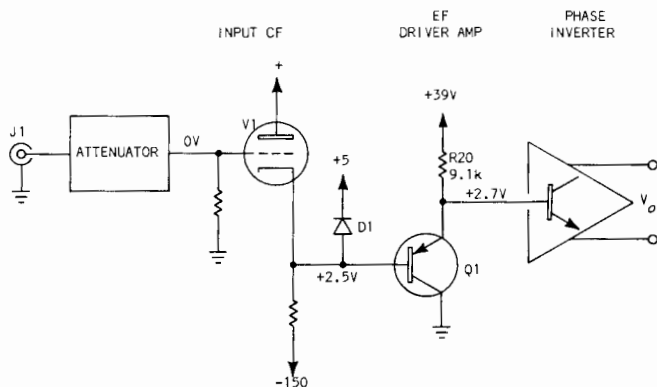 INPUT CF
EF
DRIVER AMP
PHASE
INVERTER
+
+39V
J1
V1
ATTENUATOR
0V
R20
9.1k
+5
+2.7V
Vo
D1
+2.5V
Q1
-150